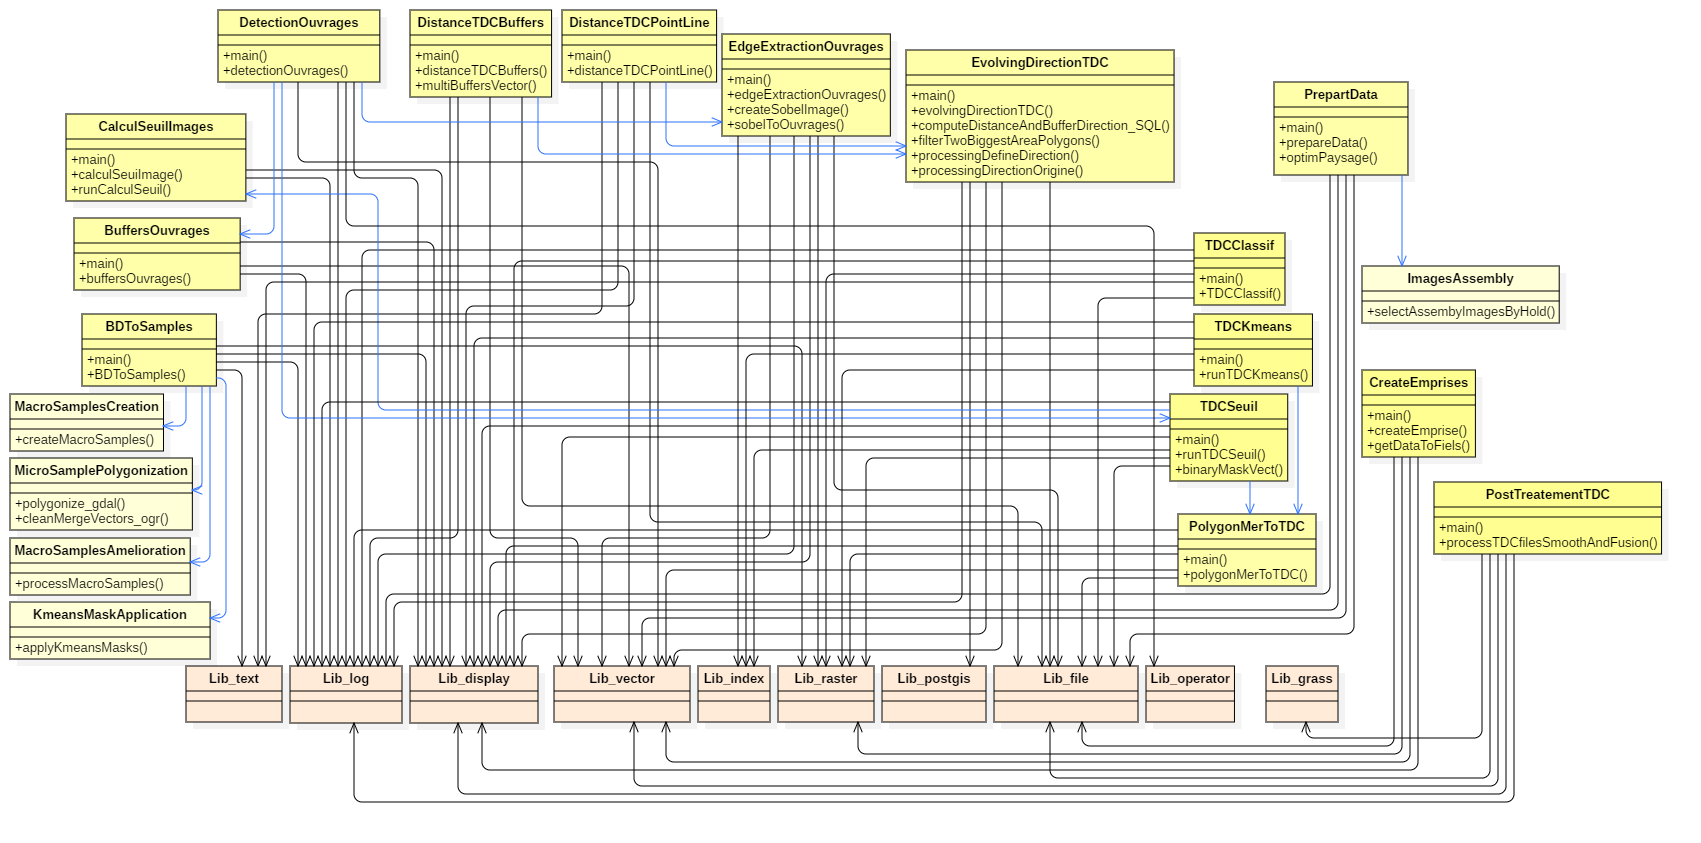 DetectionOuvrages
+main()
+detectionOuvrages()
DistanceTDCBuffers
+main()
+distanceTDCBuffers()
+multiBuffersVector()
DistanceTDCPointLine
+main()
+distanceTDCPointLine()
EdgeExtractionOuvrages
+main()
+edgeExtractionOuvrages()
+createSobelImage()
+sobelToOuvrages()
EvolvingDirectionTDC
+main()
+evolvingDirectionTDC()
+computeDistanceAndBufferDirection_SQL()
+filterTwoBiggestAreaPolygons()
+processingDefineDirection()
+processingDirectionOrigine()
PrepartData
+main()
+prepareData()
+optimPaysage()
CalculSeuilImages
+main()
+calculSeuilImage()
+runCalculSeuil()
BuffersOuvrages
+main()
+buffersOuvrages()
TDCClassif
+main()
+TDCClassif()
ImagesAssembly
+selectAssembyImagesByHold()
BDToSamples
+main()
+BDToSamples()
TDCKmeans
+main()
+runTDCKmeans()
CreateEmprises
+main()
+createEmprise()
+getDataToFiels()
MacroSamplesCreation
+createMacroSamples()
TDCSeuil
+main()
+runTDCSeuil()
+binaryMaskVect()
MicroSamplePolygonization
+polygonize_gdal()
+cleanMergeVectors_ogr()
PostTreatementTDC
+main()
+processTDCfilesSmoothAndFusion()
PolygonMerToTDC
+main()
+polygonMerToTDC()
MacroSamplesAmelioration
+processMacroSamples()
KmeansMaskApplication
+applyKmeansMasks()
Lib_text
Lib_log
Lib_display
Lib_vector
Lib_index
Lib_raster
Lib_postgis
Lib_file
Lib_operator
Lib_grass